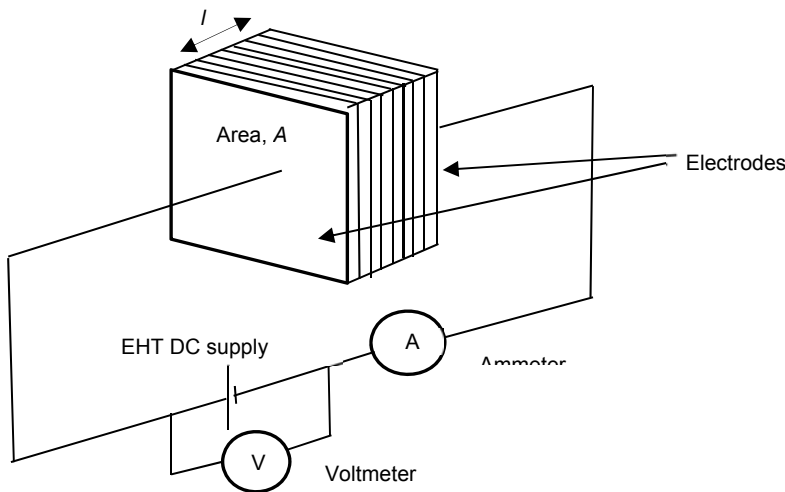 l
Area, A
Electrodes
EHT DC supply
A
V
Voltmeter